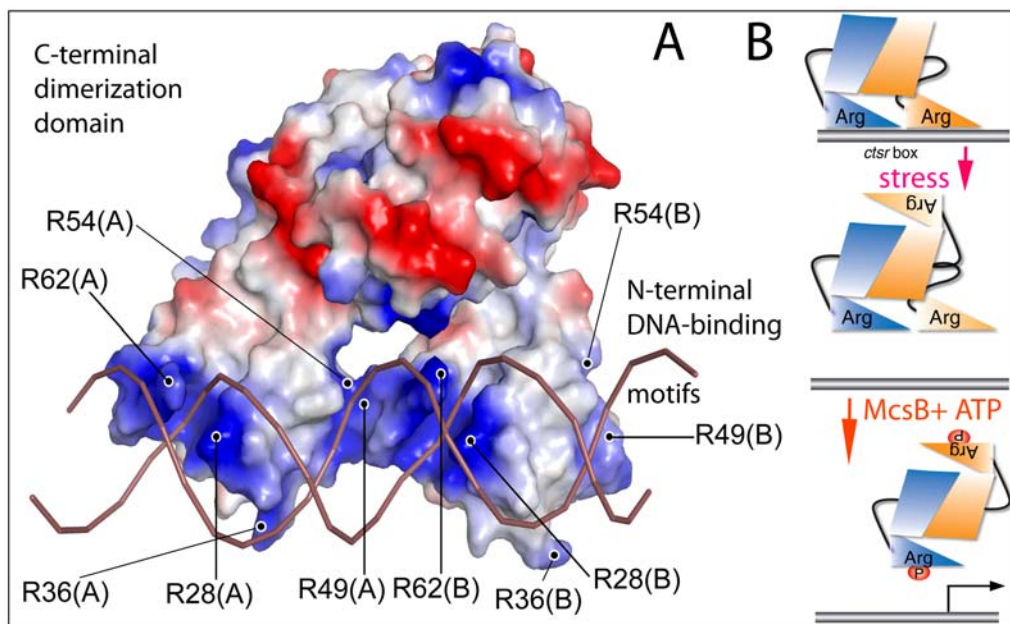 C-terminal
dimerization
domain
A
R54(A)
R62(A)
R54(B)
N-terminal
DNA-binding
motifs
R49(B)
R36(A)
R28(A)
R49(A)
R62(B)
R36(B)
R28(B)
B
Arg
Arg
ctsr box
stress
Arg
Arg
McsB+ ATP
P
Arg
Arg
P